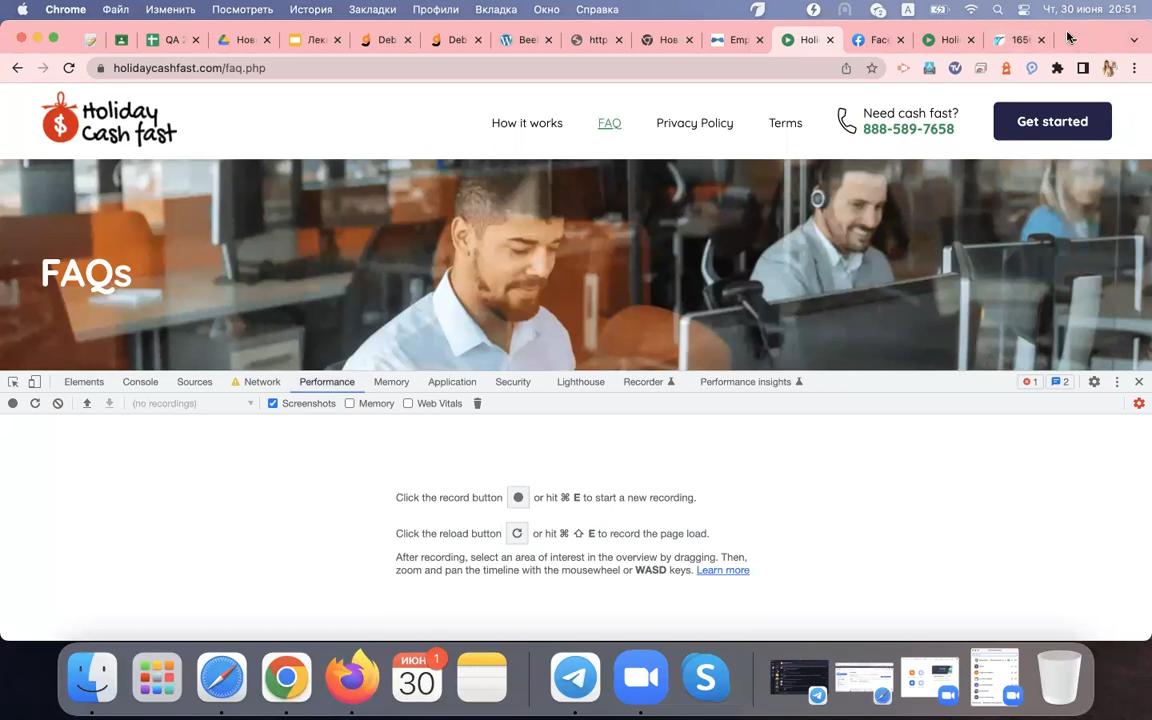 Chrome Файл Изменить Посмотреть История Закладки Профили Вкладка Окно Справка A Чт, 30 июня 20:51
QA Нов Лек Deb Deb Bee http Нов Emp Holi Face Holi 165
holidaycashfast.com/faq.php
Holiday Cash fast
How it works FAQ Privacy Policy Terms Need cash fast? 888-589-7658 Get started
FAQs
Elements Console Sources Network Performance Memory Application Security Lighthouse Recorder Performance insights 1 2
(no recordings) Screenshots Memory Web Vitals
Click the record button or hit ⌘ E to start a new recording.
Click the reload button or hit ⌘ ⇧ E to record the page load.
After recording, select an area of interest in the overview by dragging. Then,
zoom and pan the timeline with the mousewheel or WASD keys. Learn more
ИЮН 1
30